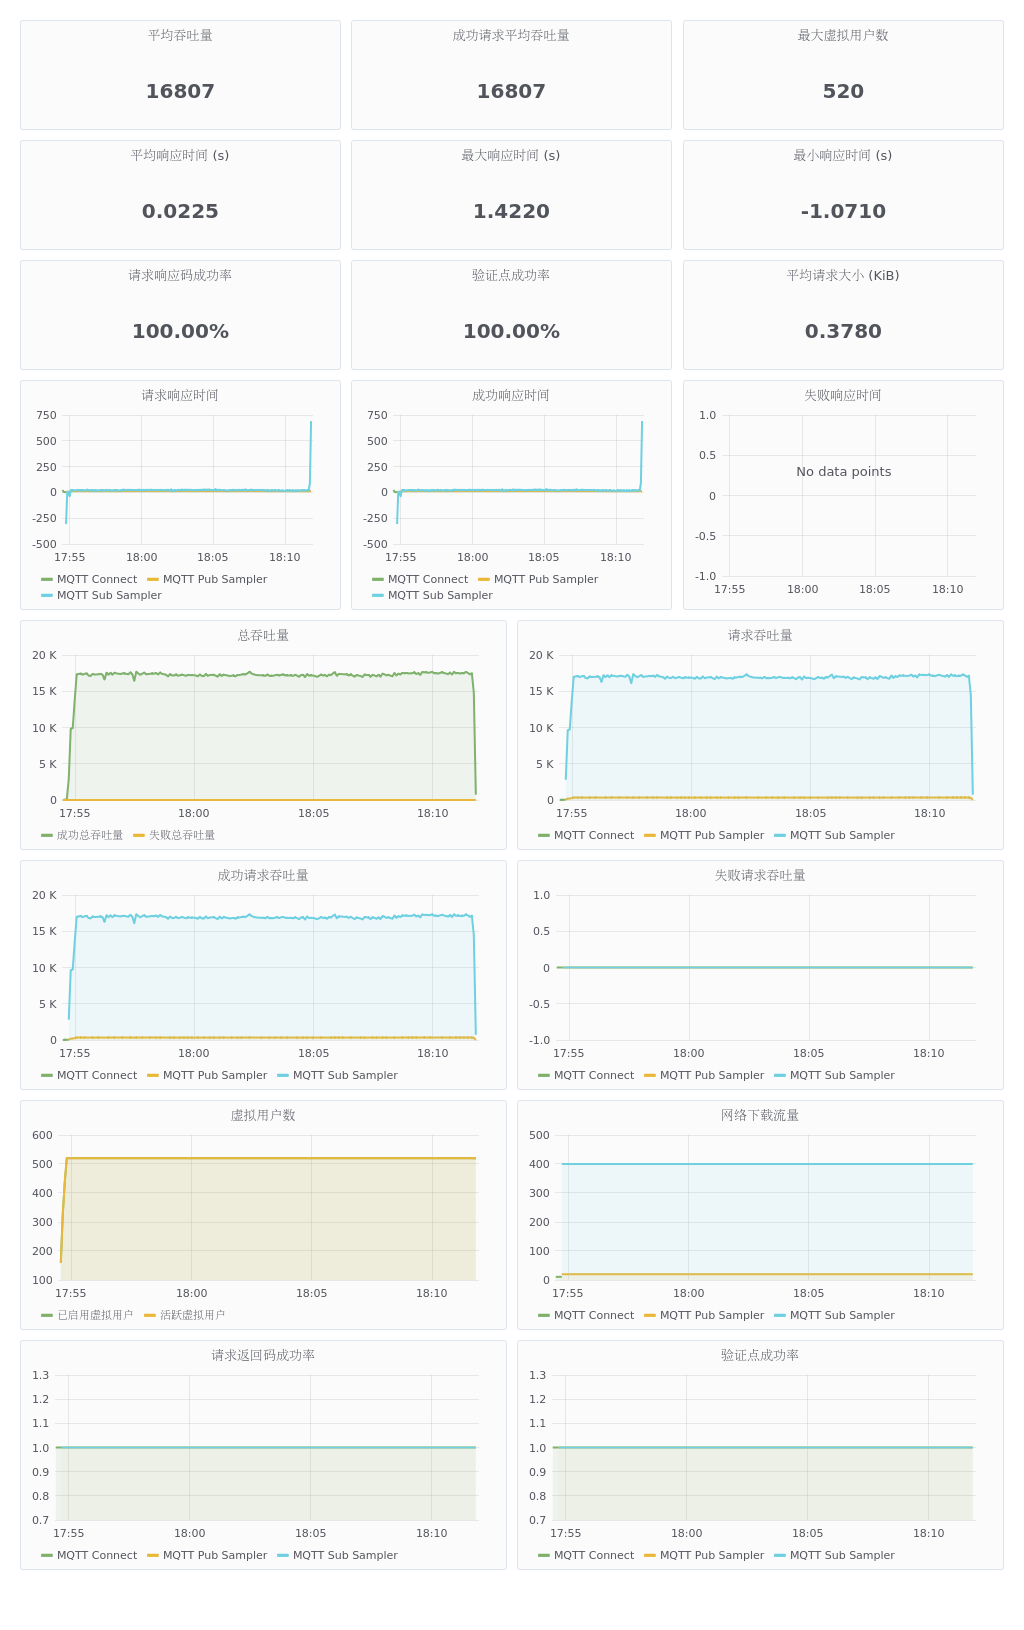 平均吞吐量
16807
成功请求平均吞吐量
16807
最大虚拟用户数
520
平均响应时间 (s)
0.0225
最大响应时间 (s)
1.4220
最小响应时间 (s)
-1.0710
请求响应码成功率
100.00%
验证点成功率
100.00%
平均请求大小 (KiB)
0.3780
请求响应时间
750
500
250
0
-250
-500
17:55 18:00 18:05 18:10
MQTT Connect MQTT Pub Sampler
MQTT Sub Sampler
成功响应时间
750
500
250
0
-250
-500
17:55 18:00 18:05 18:10
MQTT Connect MQTT Pub Sampler
MQTT Sub Sampler
失败响应时间
1.0
0.5
No data points
0
-0.5
-1.0
17:55 18:00 18:05 18:10
总吞吐量
20 K
15 K
10 K
5 K
0
17:55 18:00 18:05 18:10
成功总吞吐量 失败总吞吐量
请求吞吐量
20 K
15 K
10 K
5 K
0
17:55 18:00 18:05 18:10
MQTT Connect MQTT Pub Sampler MQTT Sub Sampler
成功请求吞吐量
20 K
15 K
10 K
5 K
0
17:55 18:00 18:05 18:10
MQTT Connect MQTT Pub Sampler MQTT Sub Sampler
失败请求吞吐量
1.0
0.5
0
-0.5
-1.0
17:55 18:00 18:05 18:10
MQTT Connect MQTT Pub Sampler MQTT Sub Sampler
虚拟用户数
600
500
400
300
200
100
17:55 18:00 18:05 18:10
已启用虚拟用户 活跃虚拟用户
网络下载流量
500
400
300
200
100
0
17:55 18:00 18:05 18:10
MQTT Connect MQTT Pub Sampler MQTT Sub Sampler
请求返回码成功率
1.3
1.2
1.1
1.0
0.9
0.8
0.7
17:55 18:00 18:05 18:10
MQTT Connect MQTT Pub Sampler MQTT Sub Sampler
验证点成功率
1.3
1.2
1.1
1.0
0.9
0.8
0.7
17:55 18:00 18:05 18:10
MQTT Connect MQTT Pub Sampler MQTT Sub Sampler